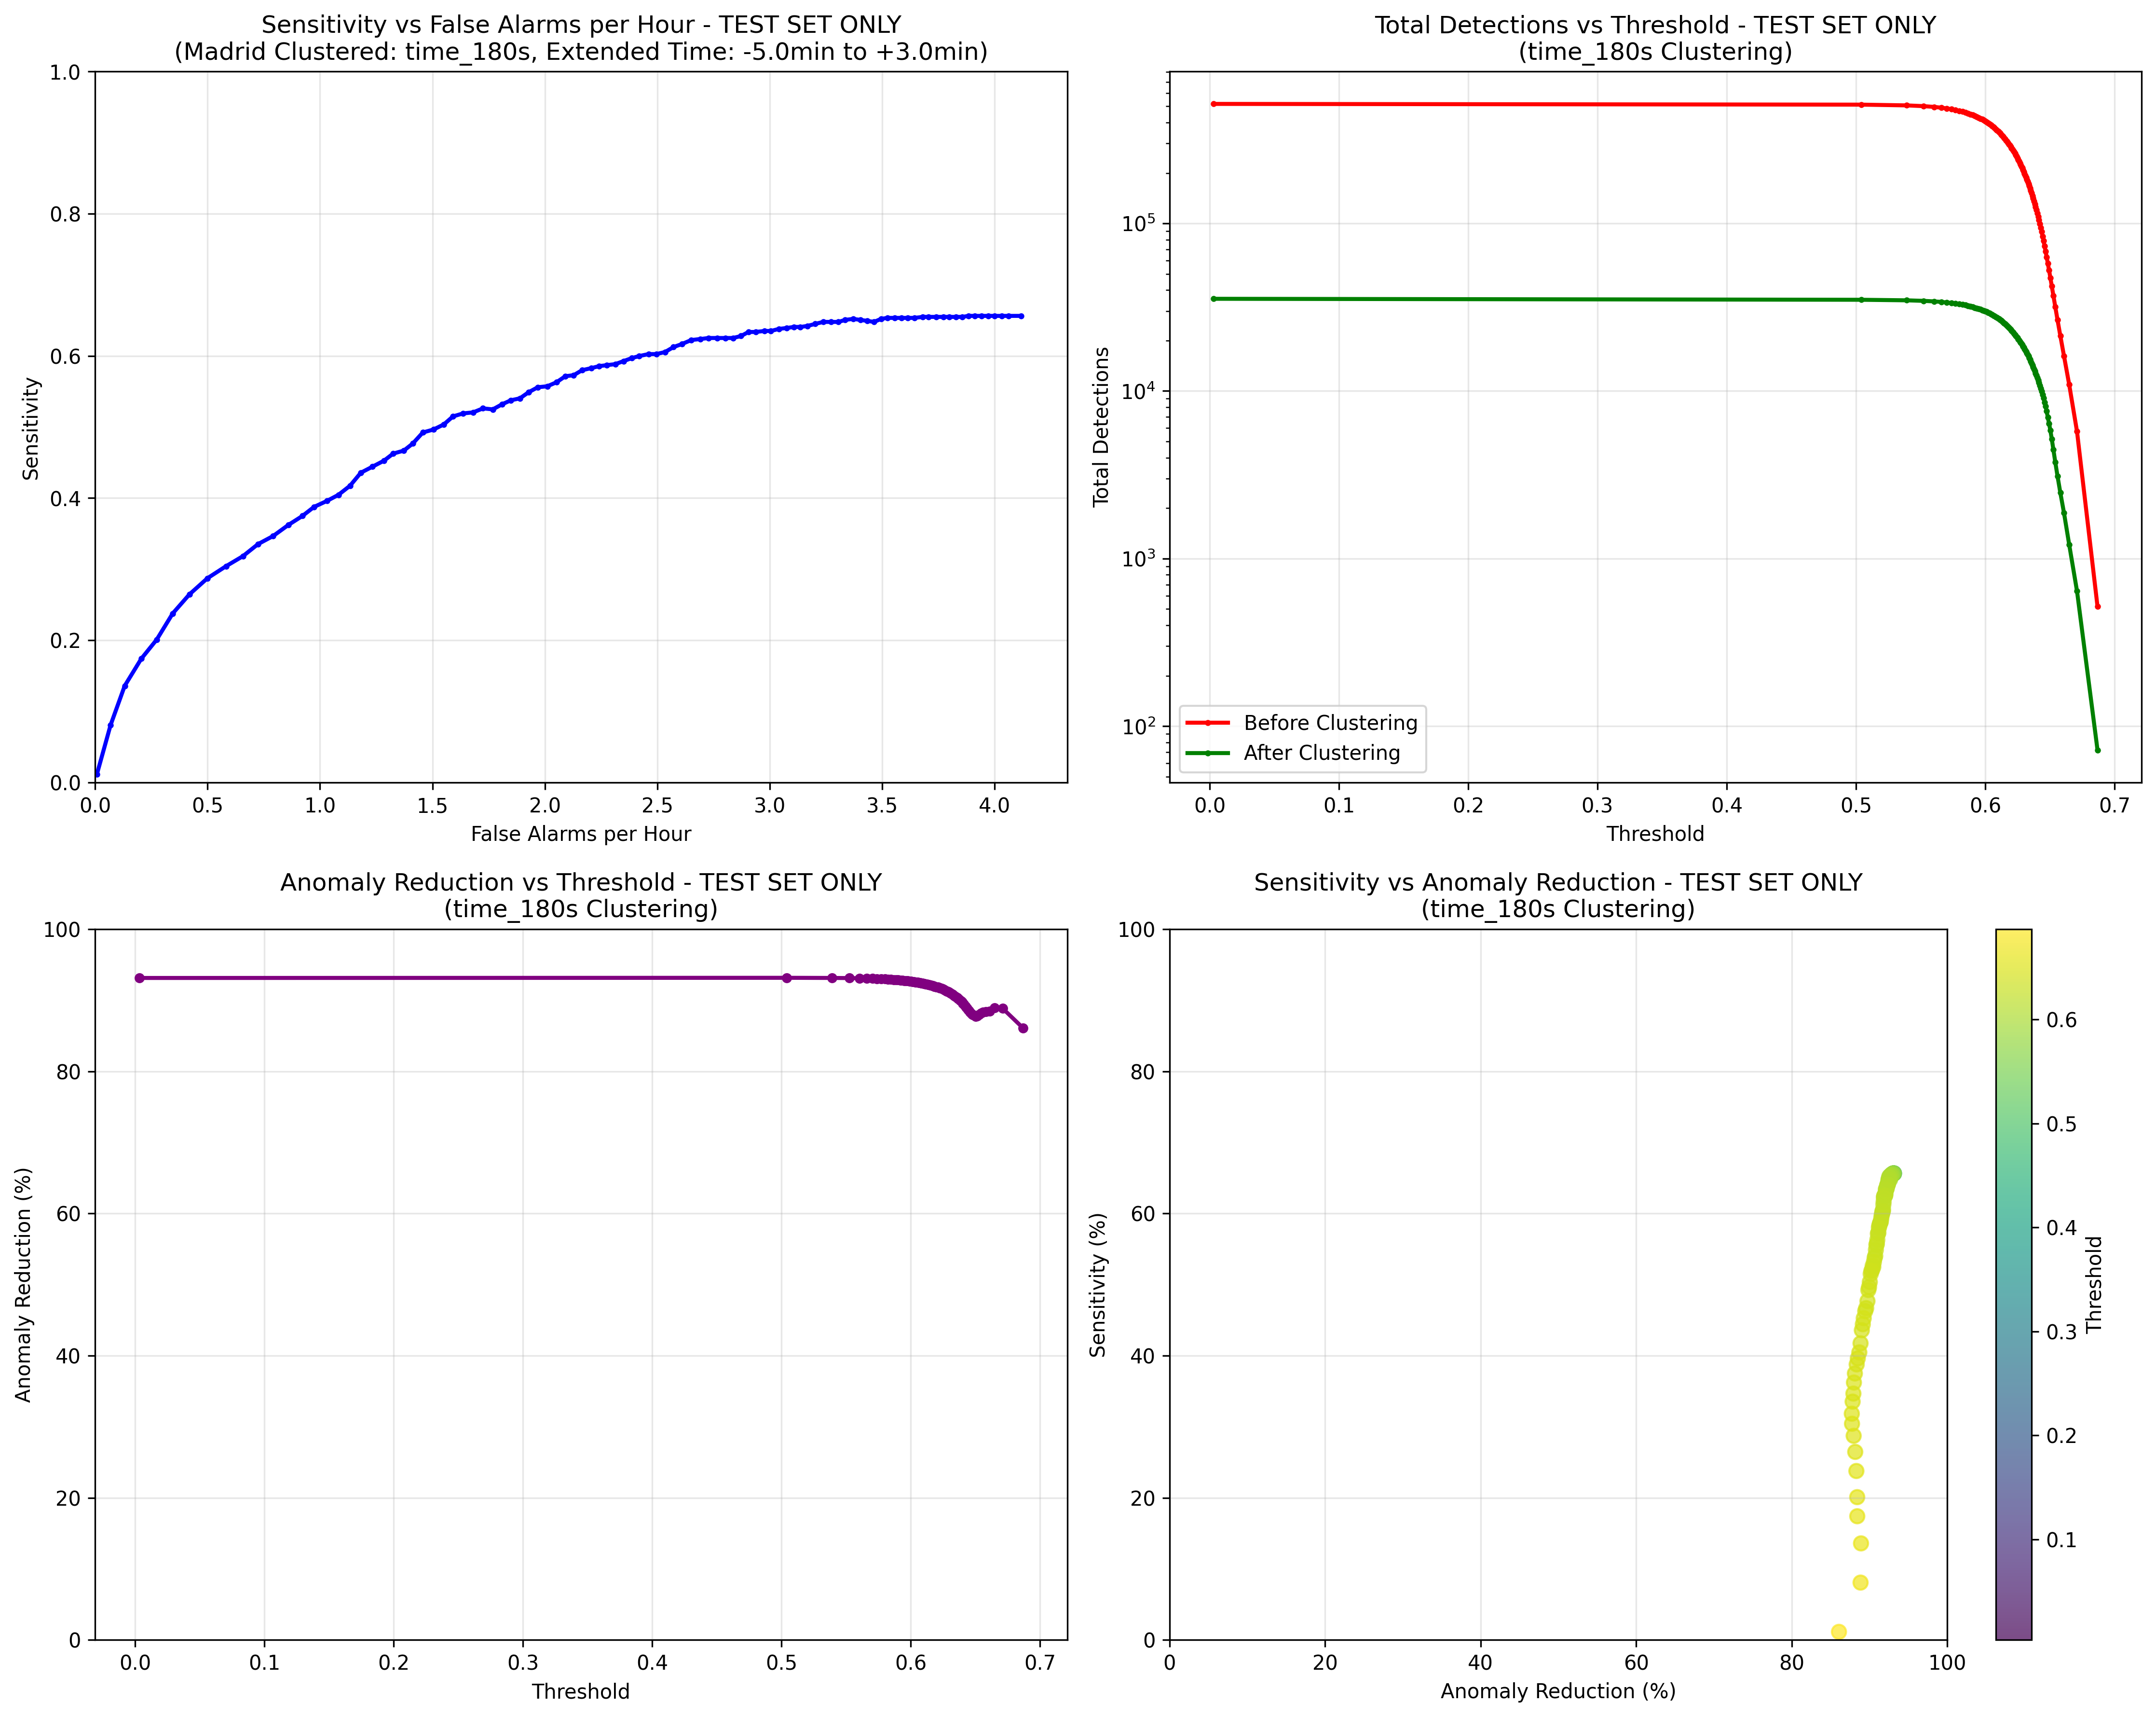 Sensitivity vs False Alarms per Hour - TEST SET ONLY
(Madrid Clustered: time_180s, Extended Time: -5.0min to +3.0min)
1.0
0.8
0.6
0.4
0.2
0.0
Sensitivity
0.0 0.5 1.0 1.5 2.0 2.5 3.0 3.5 4.0
False Alarms per Hour
Total Detections vs Threshold - TEST SET ONLY
(time_180s Clustering)
10^5
10^4
10^3
10^2
Total Detections
Before Clustering
After Clustering
0.0 0.1 0.2 0.3 0.4 0.5 0.6 0.7
Threshold
Anomaly Reduction vs Threshold - TEST SET ONLY
(time_180s Clustering)
100
80
60
40
20
0
Anomaly Reduction (%)
0.0 0.1 0.2 0.3 0.4 0.5 0.6 0.7
Threshold
Sensitivity vs Anomaly Reduction - TEST SET ONLY
(time_180s Clustering)
100
80
60
40
20
0
Sensitivity (%)
0 20 40 60 80 100
Anomaly Reduction (%)
0.6
0.5
0.4
0.3
0.2
0.1
Threshold